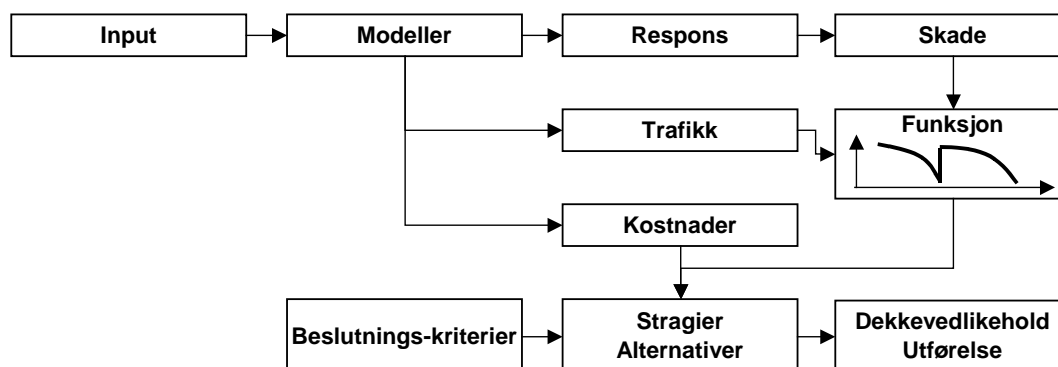 Input
Modeller
Respons
Skade
Trafikk
Funksjon
Kostnader
Beslutnings-kriterier
Stragier
Alternativer
Dekkevedlikehold
Utførelse